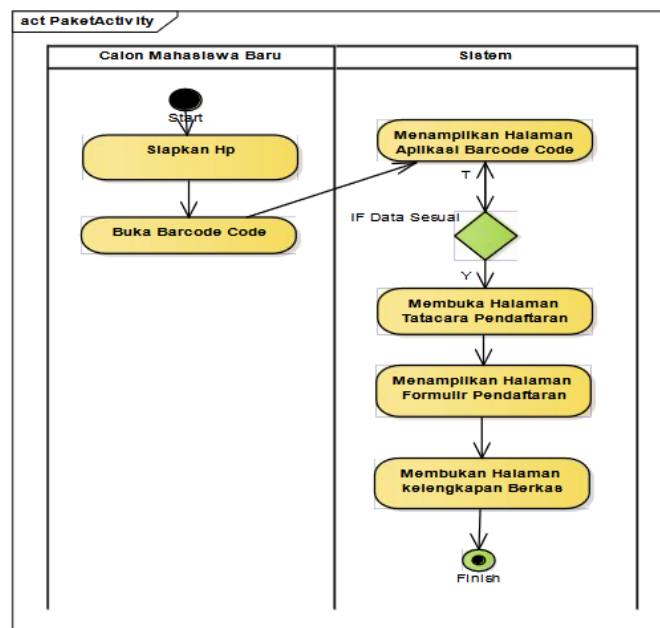 act PaketActivity
Calon Mahasiswa Baru
Sistem
Start
Siapkan Hp
Buka Barcode Code
Menampilkan Halaman
Aplikasi Barcode Code
T
IF Data Sesuai
Y
Membuka Halaman
Tatacara Pendaftaran
Menampilkan Halaman
Formulir Pendaftaran
Membukan Halaman
kelengkapan Berkas
Finish